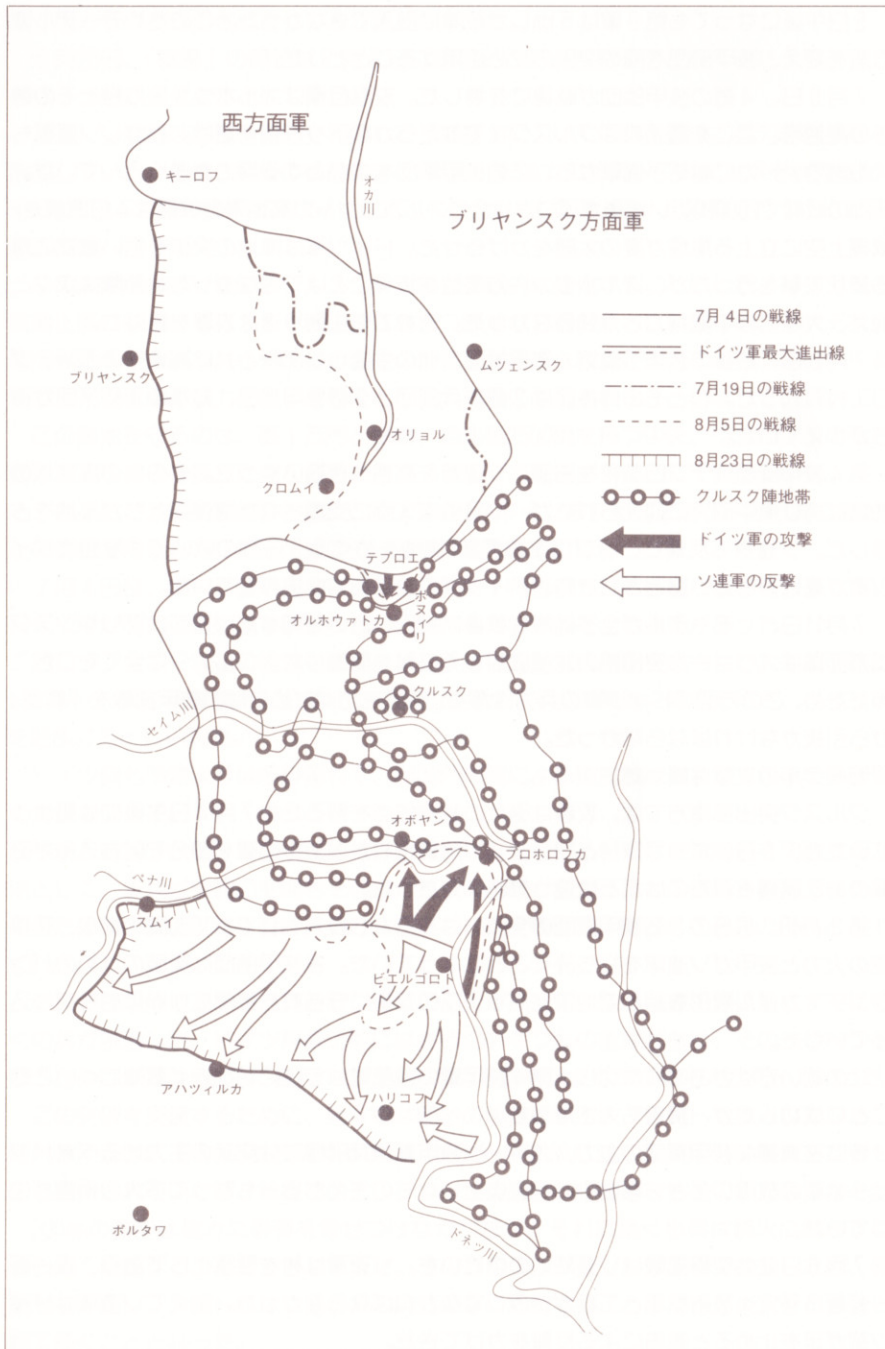 西方面軍
キーロフ
オカ川
ブリヤンスク方面軍
7月4日の戦線
ドイツ軍最大進出線
7月19日の戦線
8月5日の戦線
8月23日の戦線
クルスク陣地帯
ドイツ軍の攻撃
ソ連軍の反撃
ブリヤンスク
ムツェンスク
オリョル
クロムイ
テプロエ
ポヌィリ
オルホウァトカ
クルスク
セイム川
オボヤン
プロホロフカ
ペナ川
スムイ
ビエルゴロト
アハツィルカ
ハリコフ
ポルタワ
ドネツ川